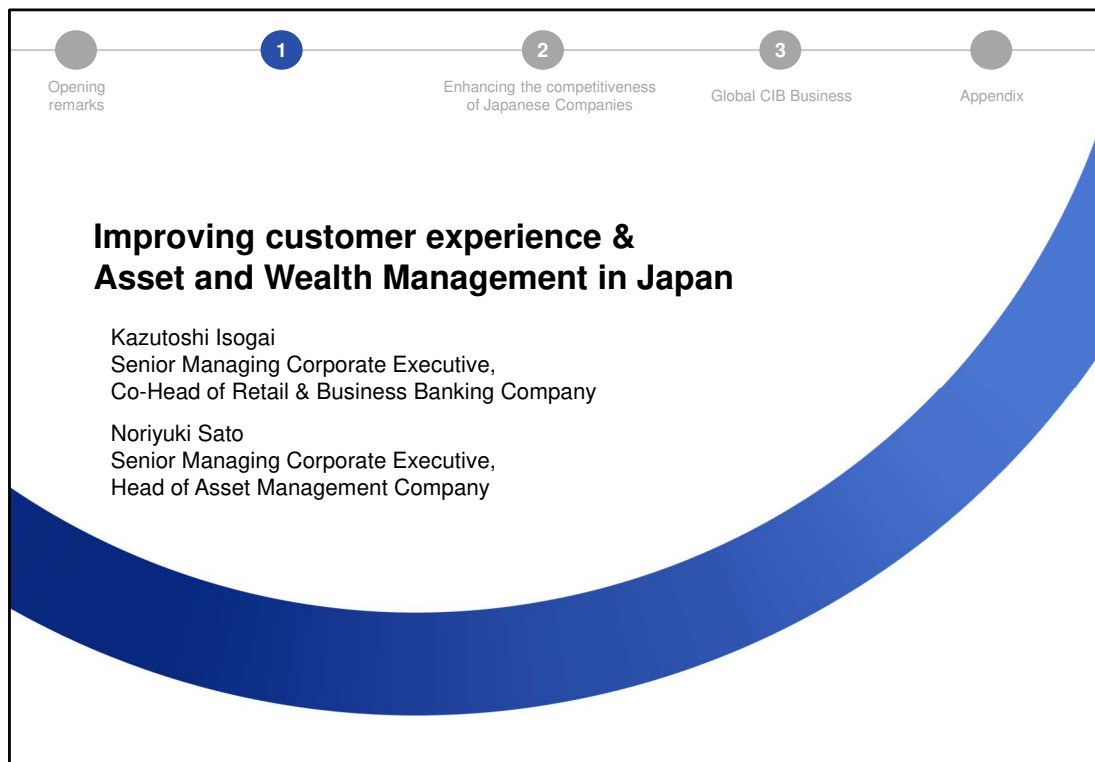 1
2
3
Opening
remarks
Enhancing the competitiveness
of Japanese Companies
Global CIB Business
Appendix
Improving customer experience &
Asset and Wealth Management in Japan
Kazutoshi Isogai
Senior Managing Corporate Executive,
Co-Head of Retail & Business Banking Company
Noriyuki Sato
Senior Managing Corporate Executive,
Head of Asset Management Company